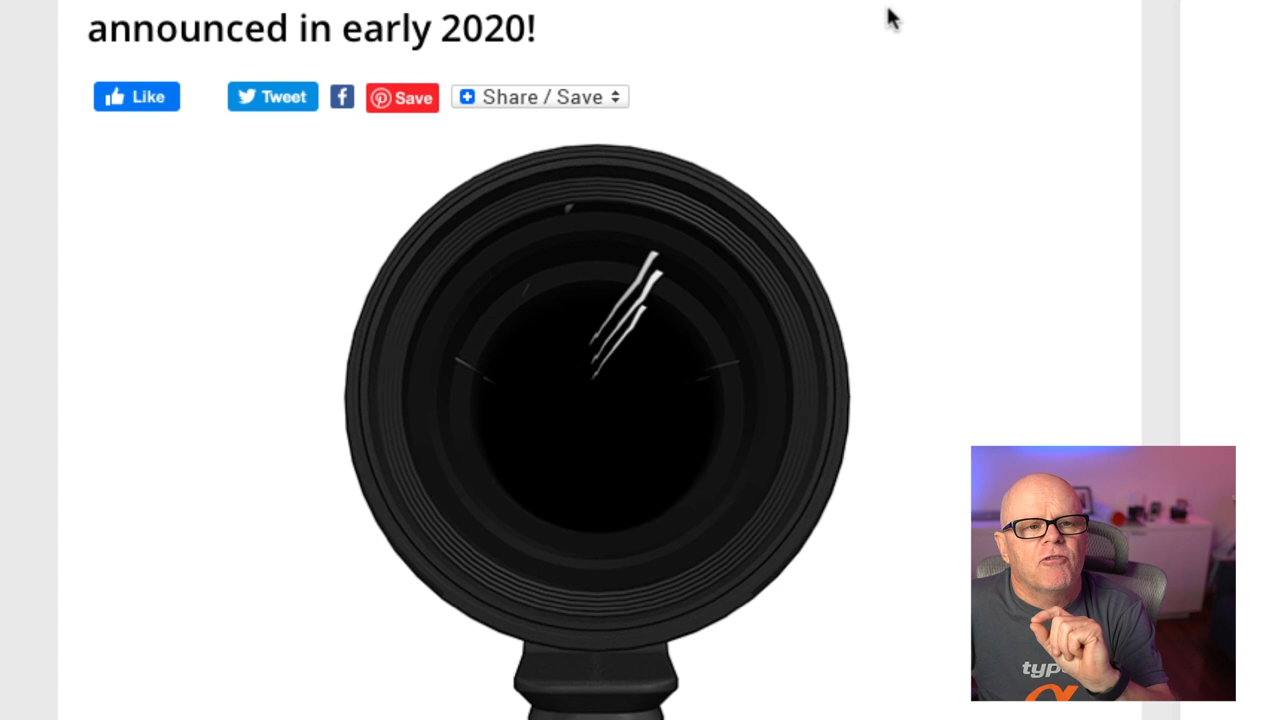 announced in early 2020!
Like
Tweet
Save
Share / Save
typ
α